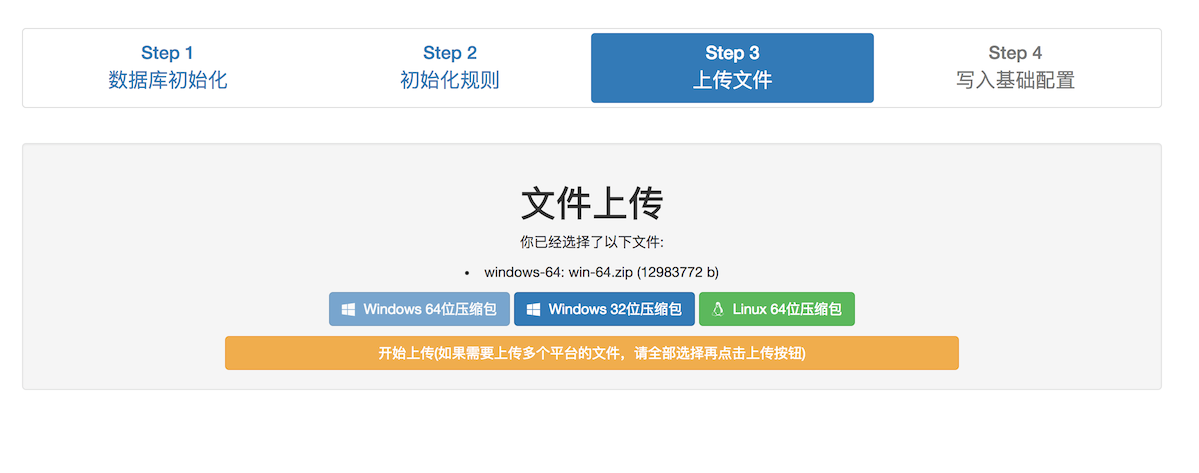 Step 1
数据库初始化
Step 2
初始化规则
Step 3
上传文件
Step 4
写入基础配置
文件上传
你已经选择了以下文件:
• windows-64: win-64.zip (12983772 b)
Windows 64位压缩包
Windows 32位压缩包
Linux 64位压缩包
开始上传(如果需要上传多个平台的文件，请全部选择再点击上传按钮)